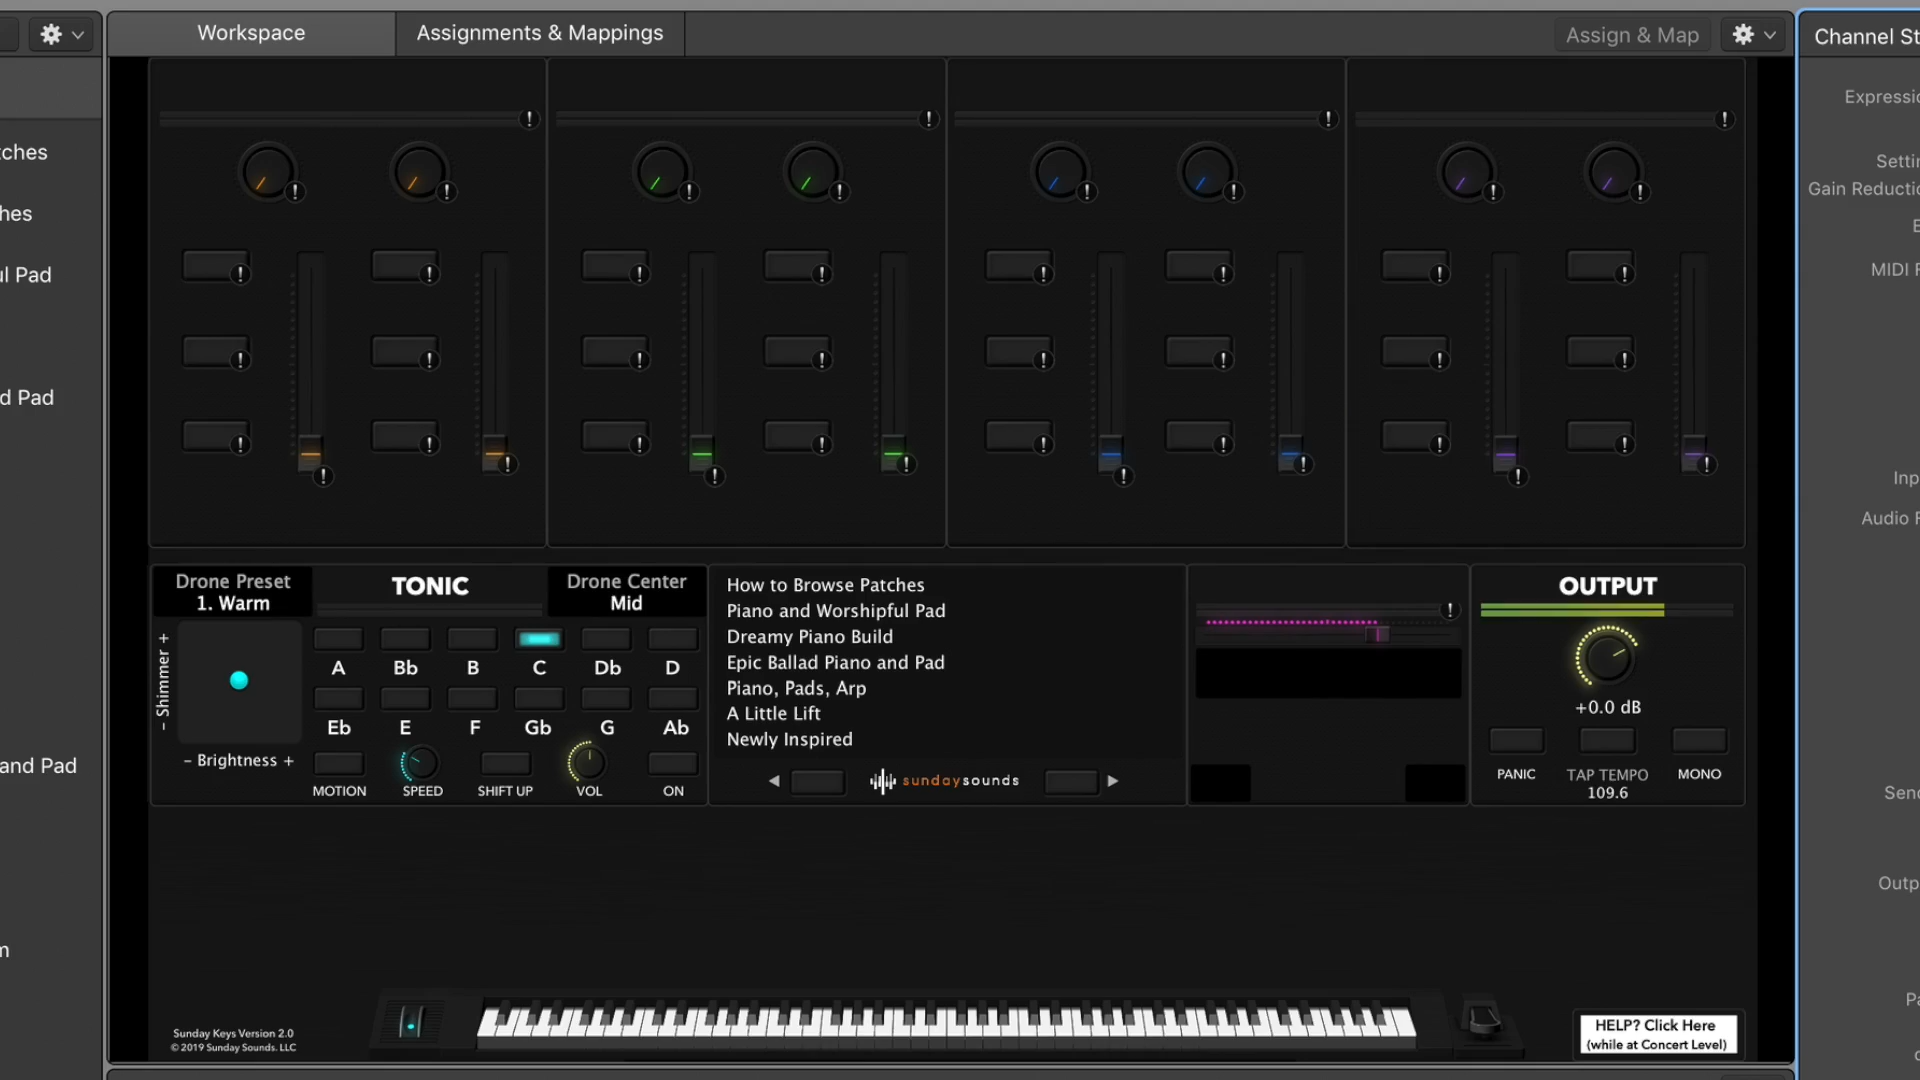 Workspace
Assignments & Mappings
Assign & Map
Channel St
Expressio
ches
Settin
hes
Gain Reductio
MIDI
l Pad
d Pad
Inp
Audio
Drone Preset
1. Warm
TONIC
Drone Center
Mid
- Shimmer +
A Bb B C Db D
Eb E F Gb G Ab
- Brightness +
MOTION SPEED SHIFT UP VOL ON
How to Browse Patches
Piano and Worshipful Pad
Dreamy Piano Build
Epic Ballad Piano and Pad
Piano, Pads, Arp
A Little Lift
Newly Inspired
sundaysounds
OUTPUT
+0.0 dB
PANIC
TAP TEMPO
109.6
MONO
and Pad
Send
Outp
m
Pa
Sunday Keys Version 2.0
© 2019 Sunday Sounds. LLC
HELP? Click Here
(while at Concert Level)